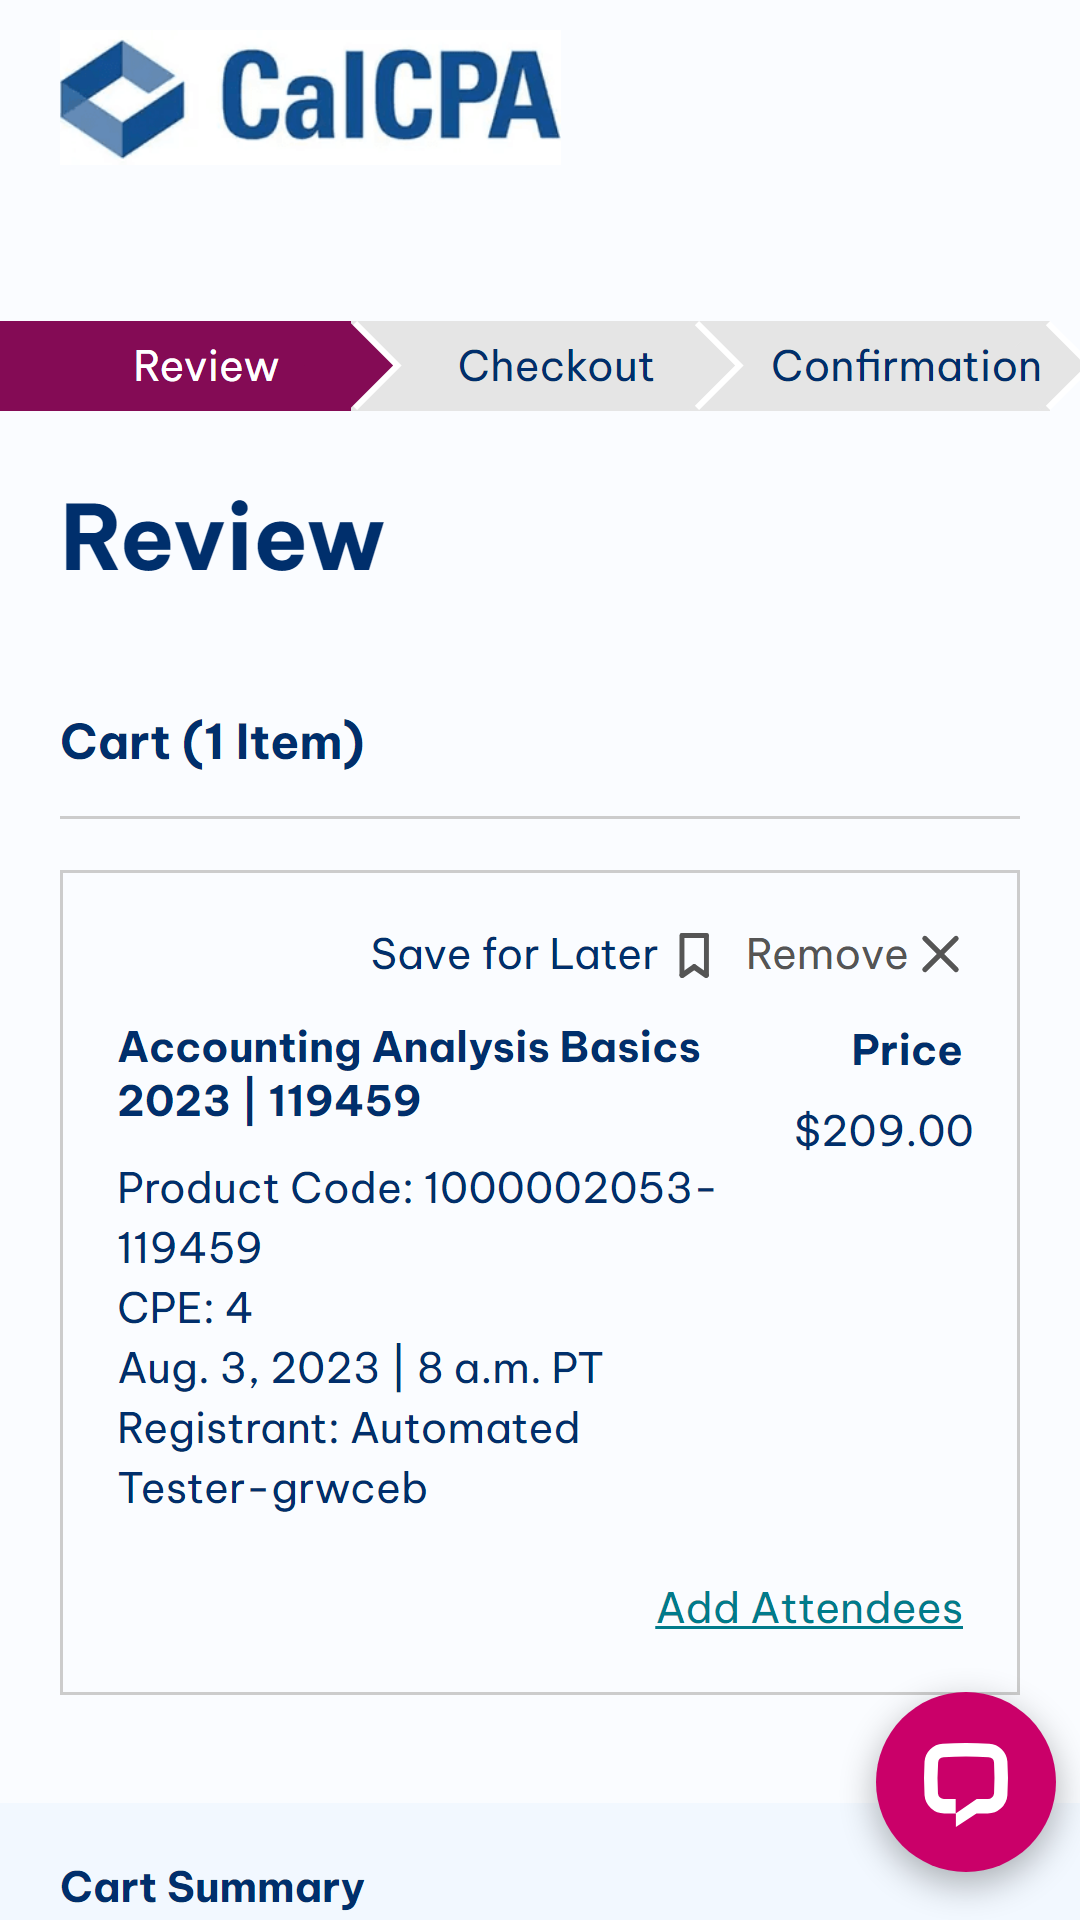 CalCPA
Review
Checkout
Confirmation
Review
Cart (1 Item)
Save for Later
Remove
Accounting Analysis Basics
2023 | 119459
Price
$209.00
Product Code: 1000002053-
119459
CPE: 4
Aug. 3, 2023 | 8 a.m. PT
Registrant: Automated
Tester-grwceb
Add Attendees
Cart Summary